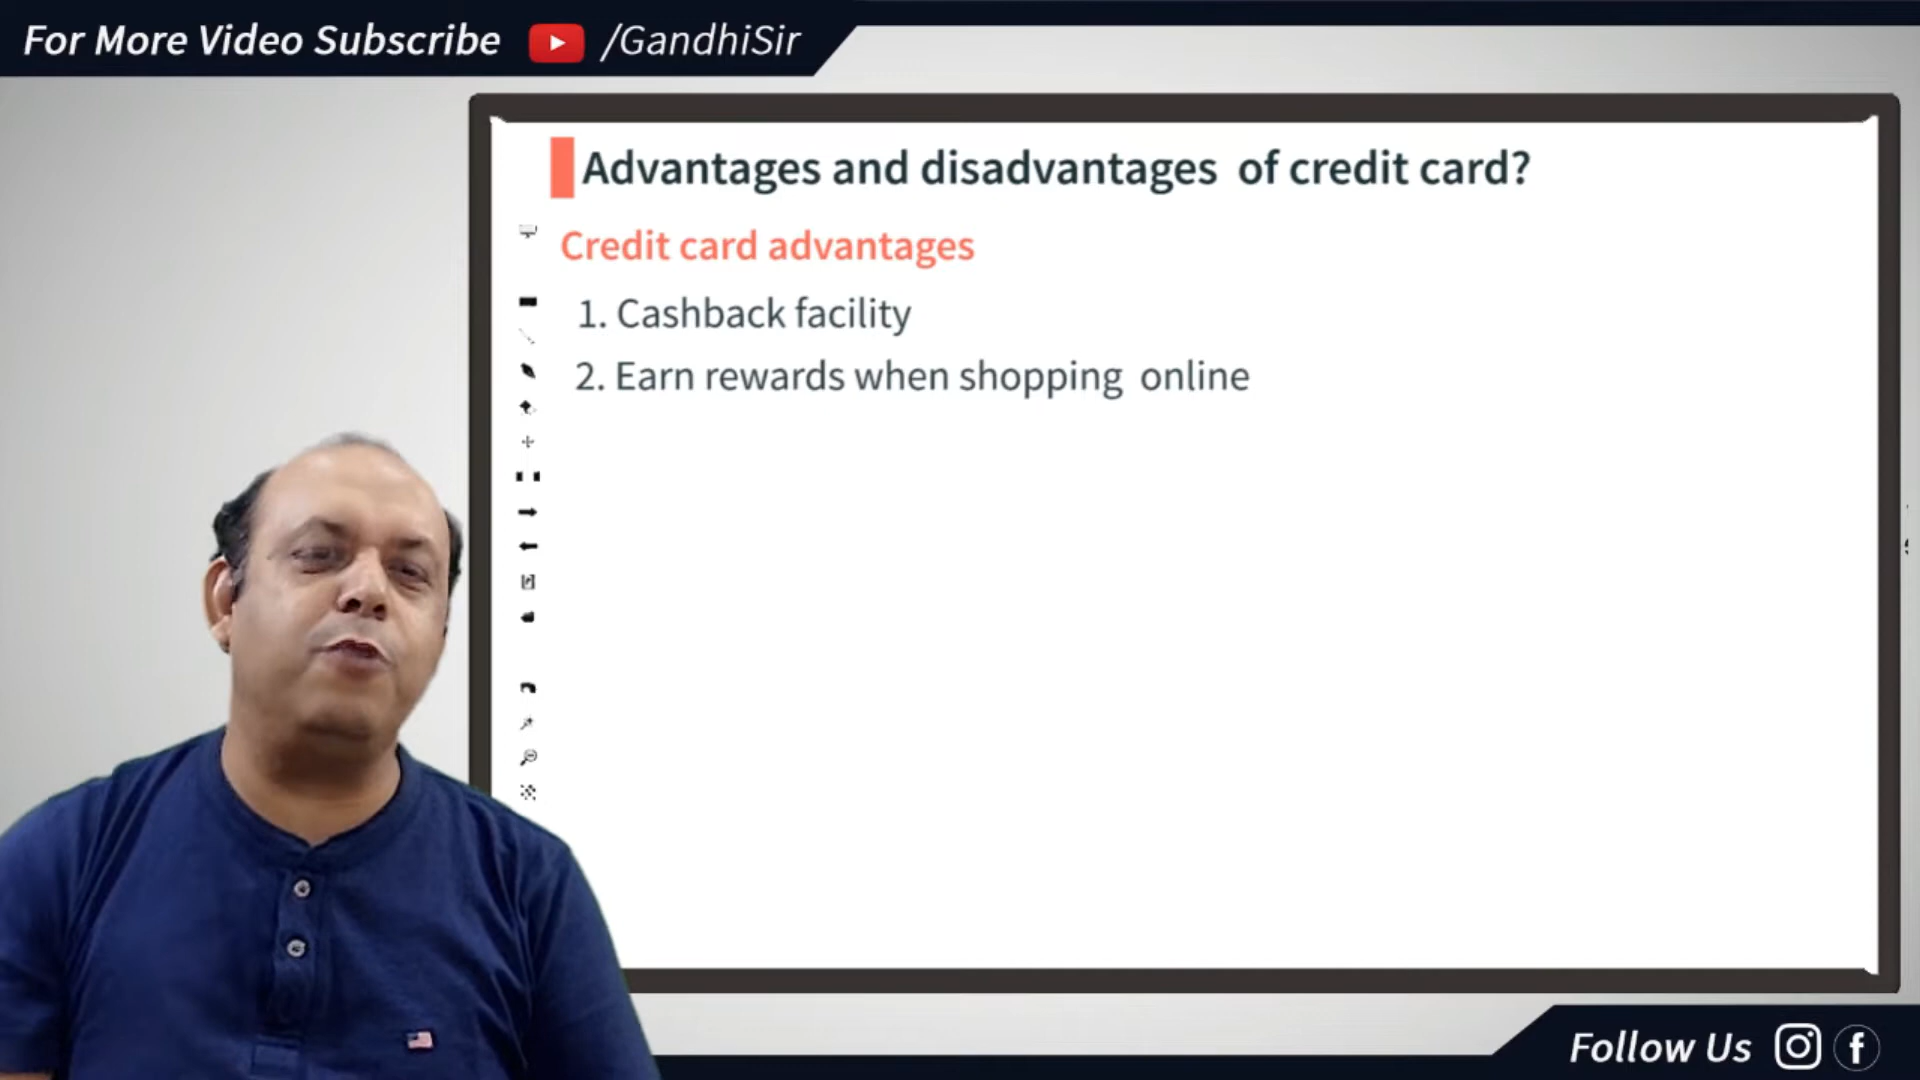 For More Video Subscribe /GandhiSir
Advantages and disadvantages of credit card?
Credit card advantages
1. Cashback facility
2. Earn rewards when shopping online
Follow Us